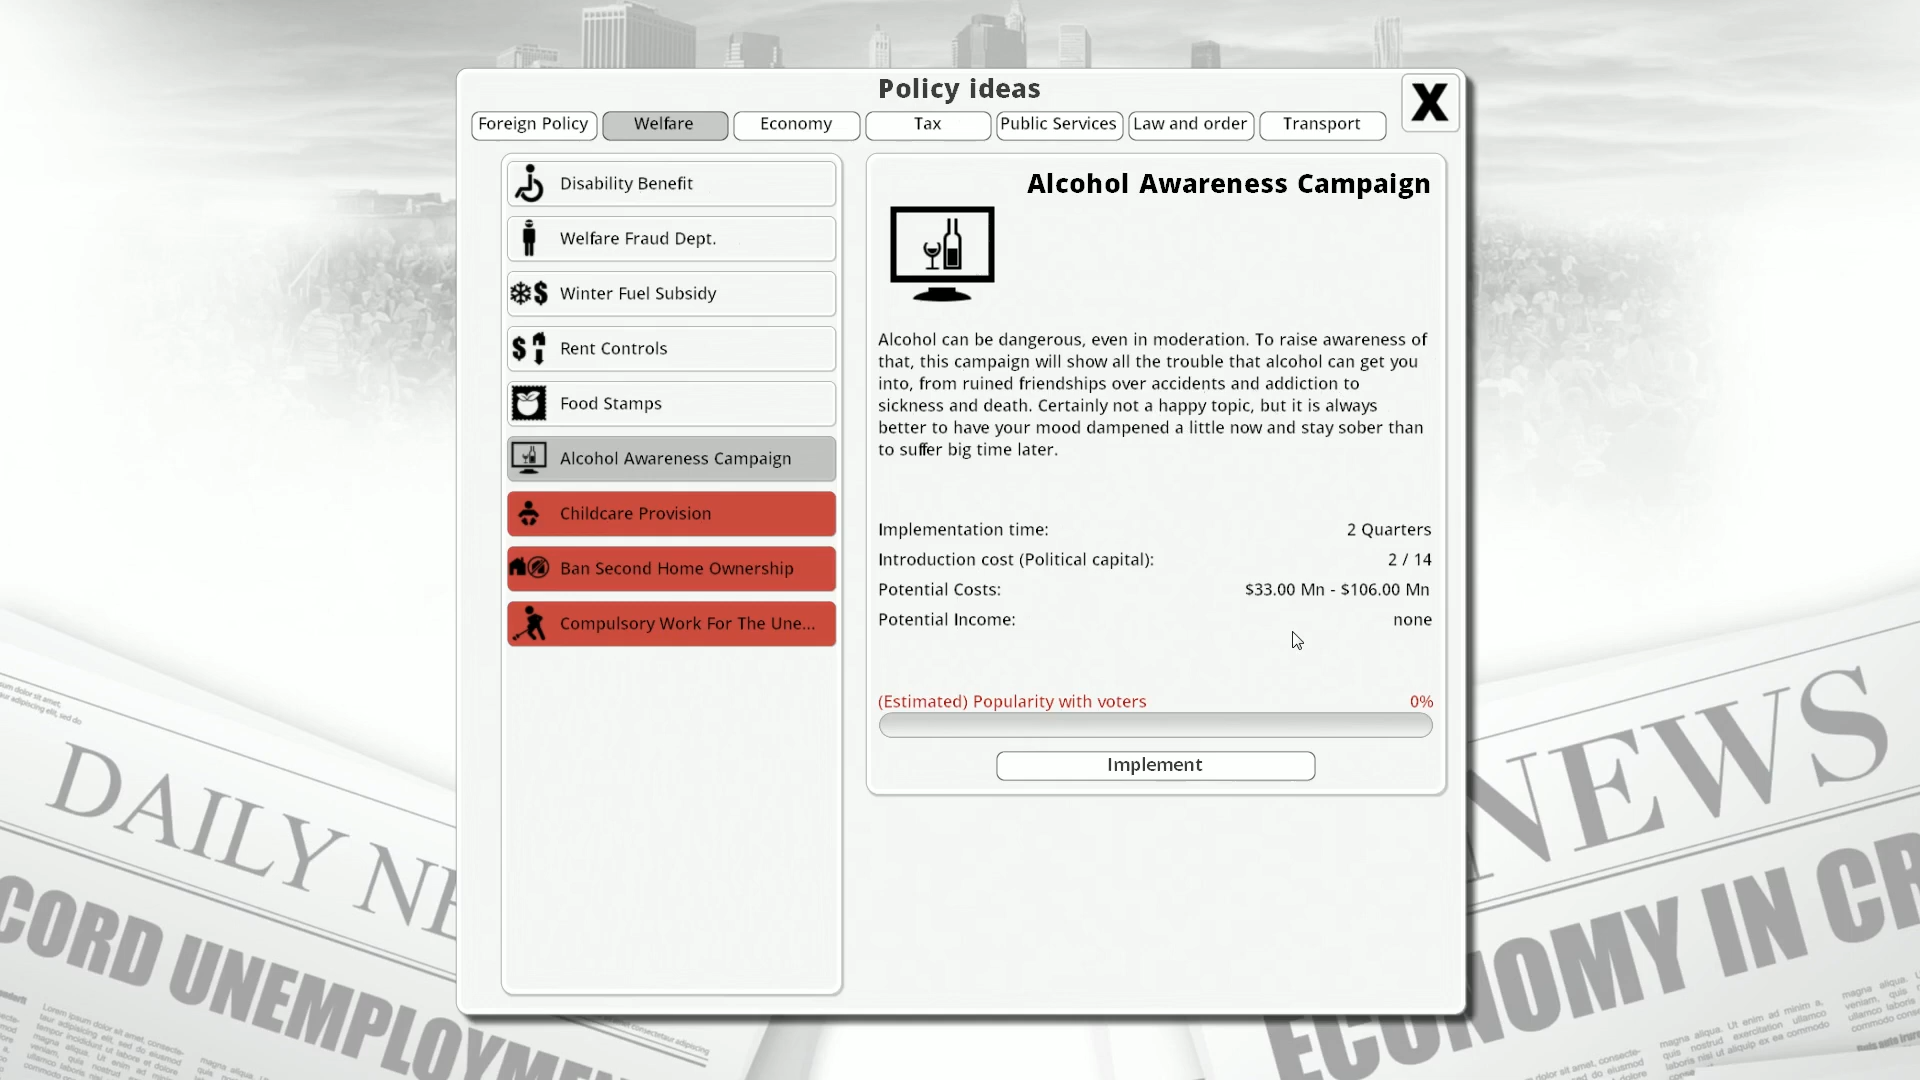 Policy ideas
X
Foreign Policy
Welfare
Economy
Tax
Public Services
Law and order
Transport
Disability Benefit
Welfare Fraud Dept.
Winter Fuel Subsidy
Rent Controls
Food Stamps
Alcohol Awareness Campaign
Childcare Provision
Ban Second Home Ownership
Compulsory Work For The Une...
Alcohol Awareness Campaign
Alcohol can be dangerous, even in moderation. To raise awareness of
that, this campaign will show all the trouble that alcohol can get you
into, from ruined friendships over accidents and addiction to
sickness and death. Certainly not a happy topic, but it is always
better to have your mood dampened a little now and stay sober than
to suffer big time later.
Implementation time: 2 Quarters
Introduction cost (Political capital): 2 / 14
Potential Costs: $33.00 Mn - $106.00 Mn
Potential Income: none
(Estimated) Popularity with voters 0%
Implement
DAILY NE
CORD UNEMPLOYME
NEWS
ECONOMY IN CR